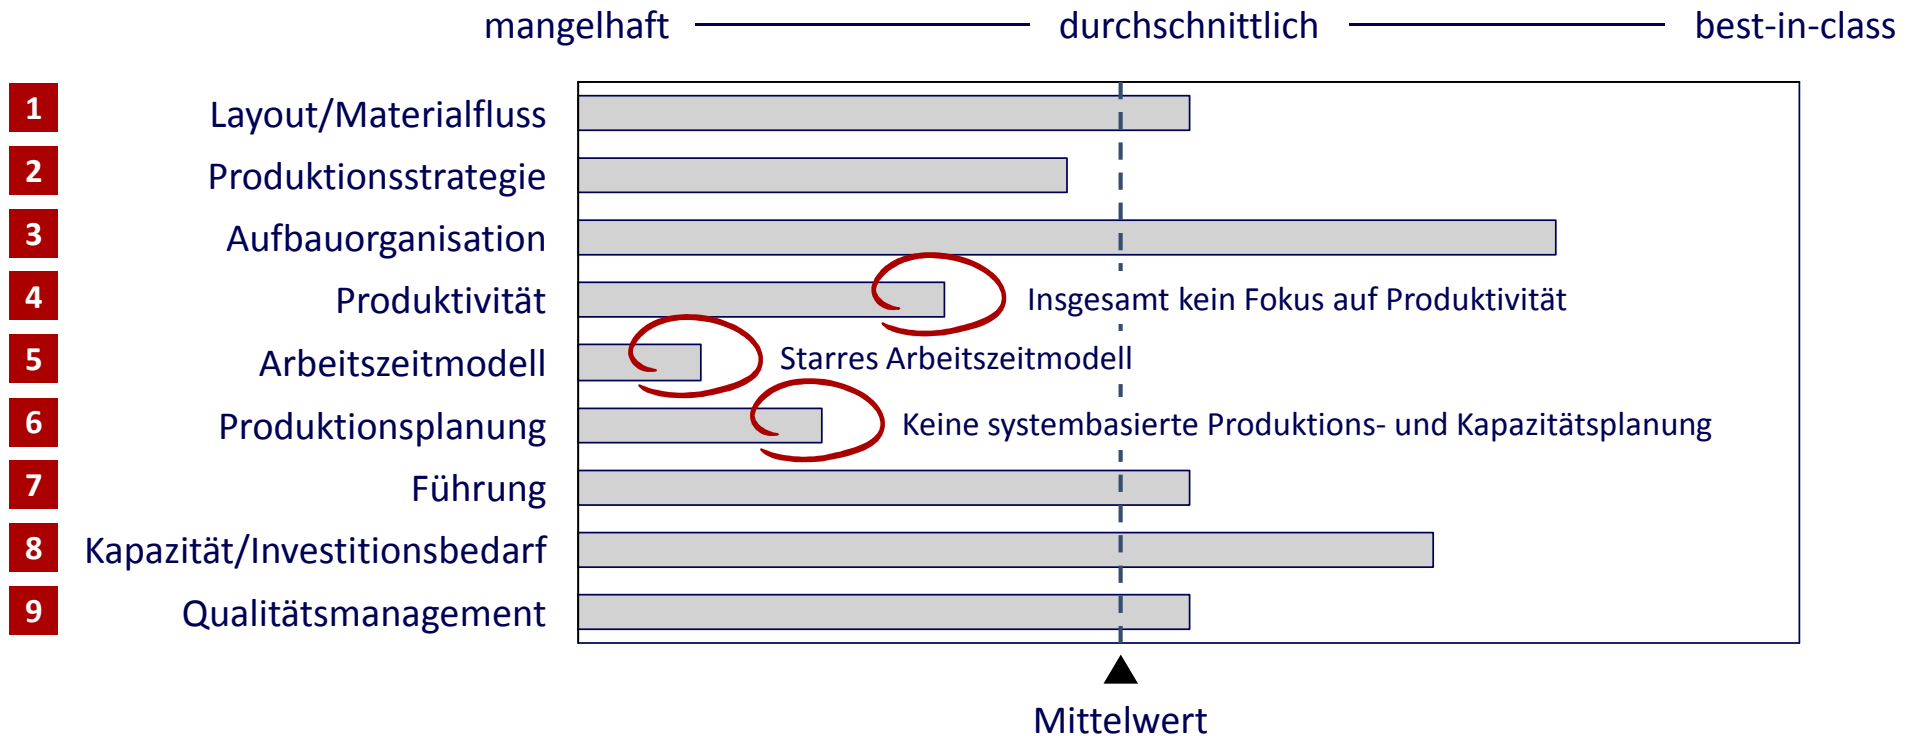 mangelhaft durchschnittlich best-in-class
1 Layout/Materialfluss
2 Produktionsstrategie
3 Aufbauorganisation
4 Produktivität Insgesamt kein Fokus auf Produktivität
5 Arbeitszeitmodell Starres Arbeitszeitmodell
6 Produktionsplanung Keine systembasierte Produktions- und Kapazitätsplanung
7 Führung
8 Kapazität/Investitionsbedarf
9 Qualitätsmanagement
Mittelwert